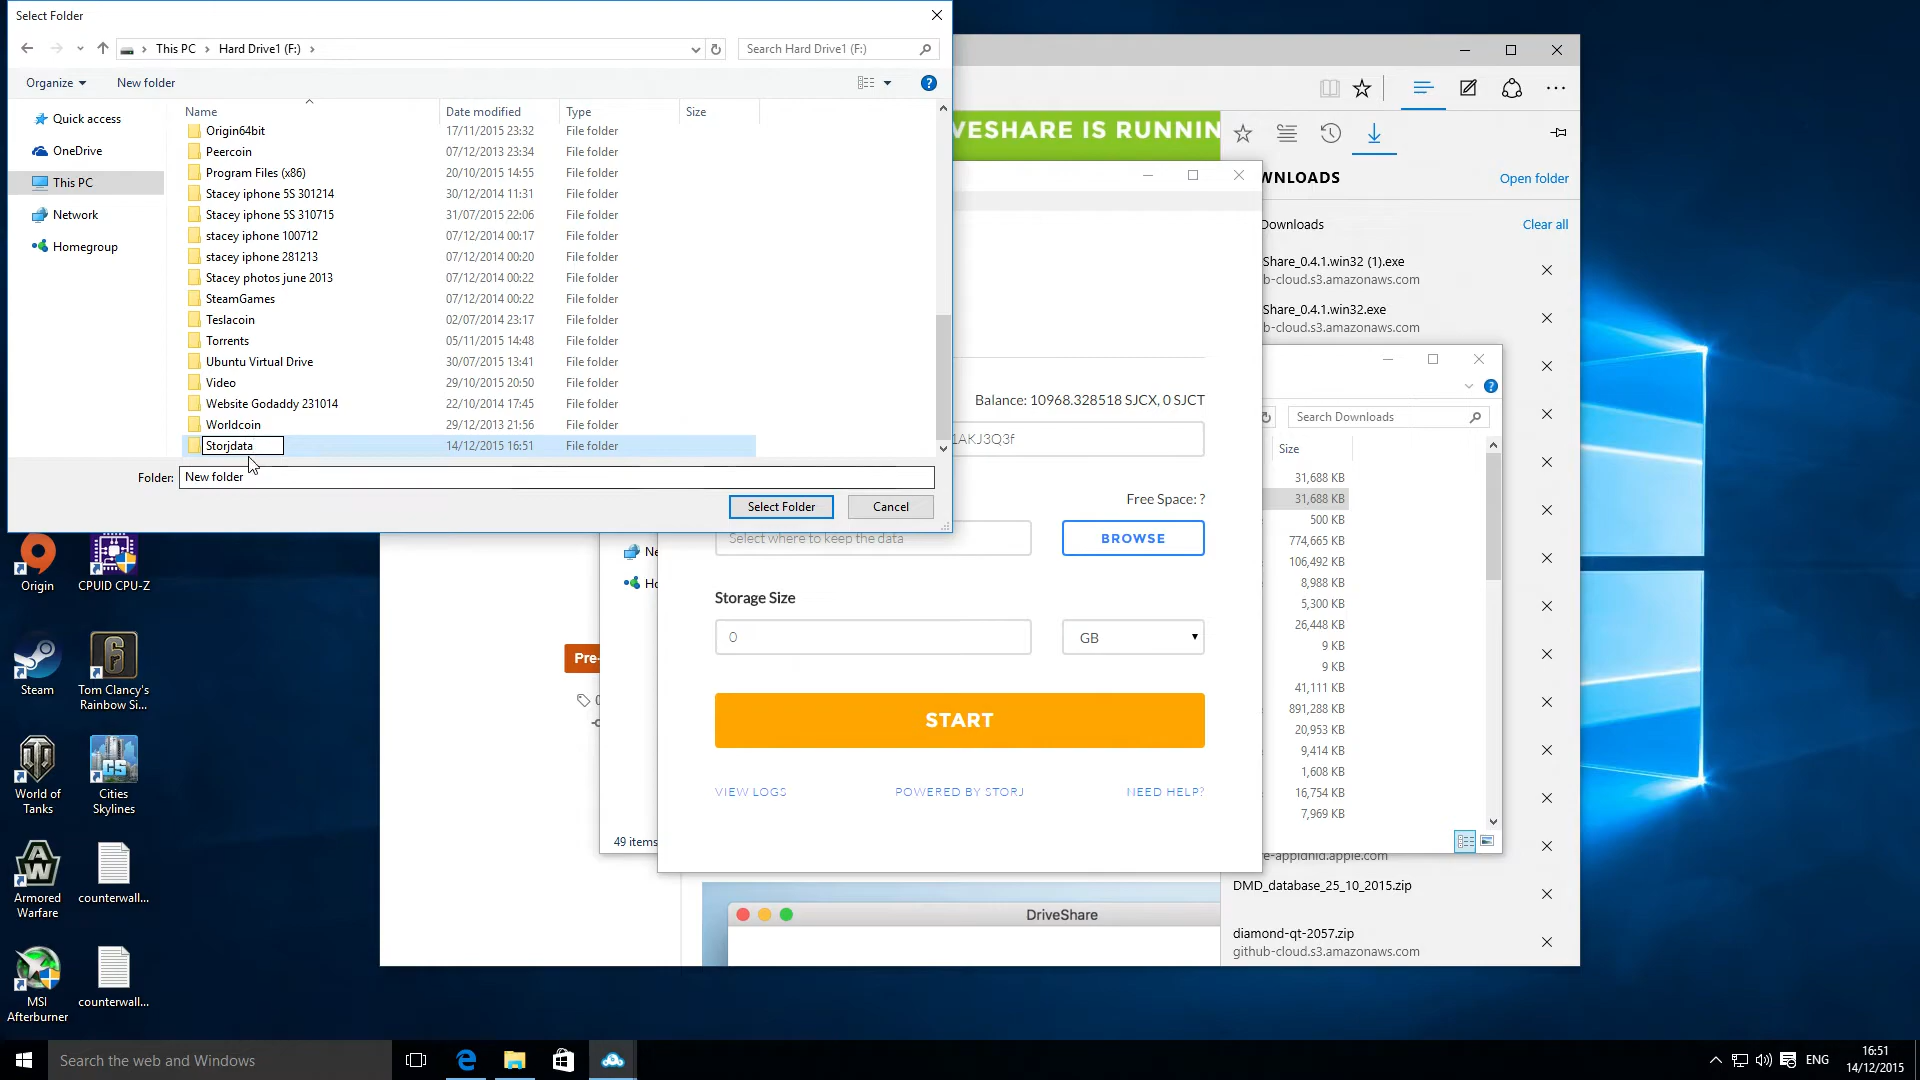 Select Folder
This PC > Hard Drive1 (F:) >
Search Hard Drive1 (F:)
Organize
New folder
Name
Date modified
Type
Size
Quick access
OneDrive
This PC
Network
Homegroup
Origin64bit 17/11/2015 23:32 File folder
Peercoin 07/12/2013 23:34 File folder
Program Files (x86) 20/10/2015 14:55 File folder
Stacey iphone 5S 301214 30/12/2014 11:31 File folder
Stacey iphone 5S 310715 31/07/2015 22:06 File folder
stacey iphone 100712 07/12/2014 00:17 File folder
stacey iphone 281213 07/12/2014 00:20 File folder
Stacey photos june 2013 07/12/2014 00:22 File folder
SteamGames 07/12/2014 00:22 File folder
Teslacoin 02/07/2014 23:17 File folder
Torrents 05/11/2015 14:48 File folder
Ubuntu Virtual Drive 30/07/2015 13:41 File folder
Video 29/10/2015 20:50 File folder
Website Godaddy 231014 22/10/2014 17:45 File folder
Worldcoin 29/12/2013 21:56 File folder
Storjdata 14/12/2015 16:51 File folder
Folder: New folder
Select Folder
Cancel
VESHARE IS RUNNIN
WNLOADS
Open folder
Downloads
Clear all
Share_0.4.1.win32 (1).exe
b-cloud.s3.amazonaws.com
Share_0.4.1.win32.exe
b-cloud.s3.amazonaws.com
Balance: 10968.328518 SJCX, 0 SJCT
1AKJ3Q3f
Free Space: ?
Select where to keep the data
BROWSE
Storage Size
0
GB
START
VIEW LOGS
POWERED BY STORJ
NEED HELP?
Search Downloads
Size
31,688 KB
31,688 KB
500 KB
774,665 KB
106,492 KB
8,988 KB
5,300 KB
26,448 KB
9 KB
9 KB
41,111 KB
891,288 KB
20,953 KB
9,414 KB
1,608 KB
16,754 KB
7,969 KB
Ne
Ho
Pre-
49 items
DMD_database_25_10_2015.zip
diamond-qt-2057.zip
github-cloud.s3.amazonaws.com
DriveShare
Origin
CPUID CPU-Z
Steam
Tom Clancy's
Rainbow Si...
World of
Tanks
Cities
Skylines
Armored
Warfare
counterwall...
MSI
Afterburner
counterwall...
Search the web and Windows
ENG
16:51
14/12/2015